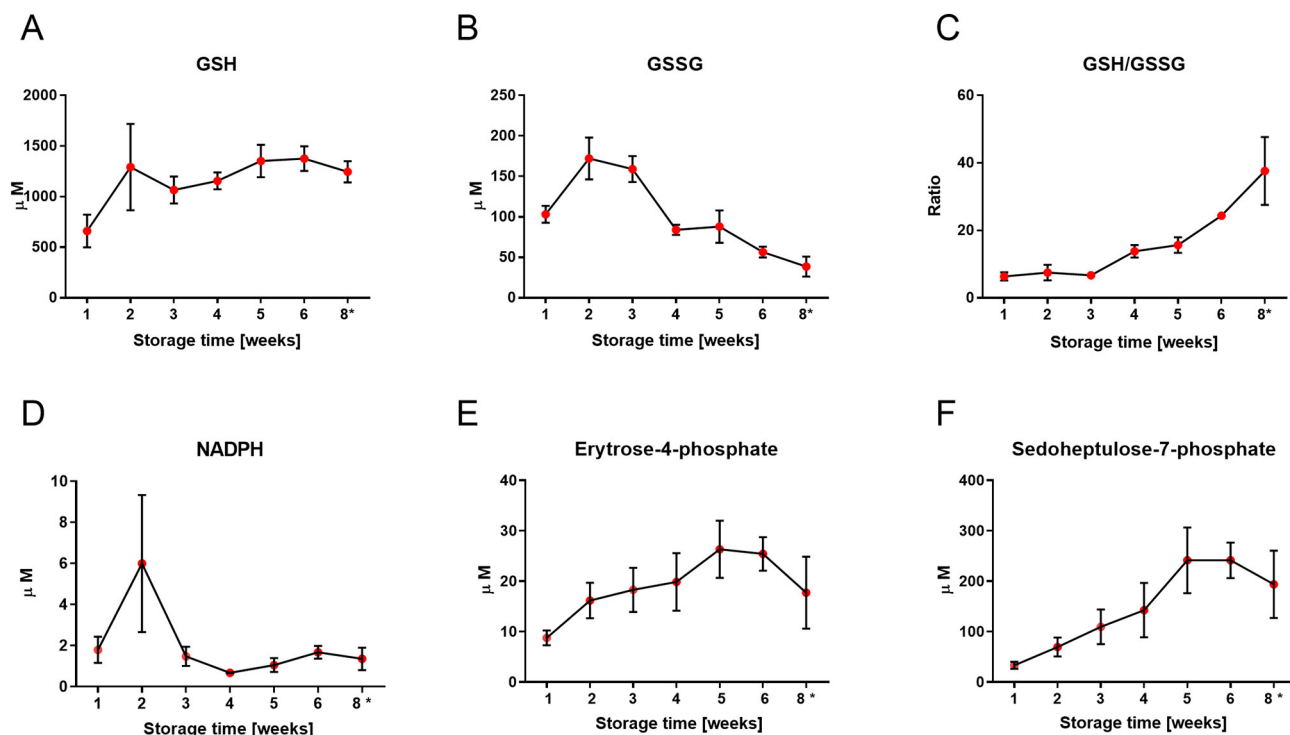 A
GSH
2000
1500
1000
500
0
μ M
1 2 3 4 5 6 8*
Storage time [weeks]
B
GSSG
250
200
150
100
50
0
μ M
1 2 3 4 5 6 8*
Storage time [weeks]
C
GSH/GSSG
60
40
20
0
Ratio
1 2 3 4 5 6 8*
Storage time [weeks]
D
NADPH
10
8
6
4
2
0
μ M
1 2 3 4 5 6 8 *
Storage time [weeks]
E
Erytrose-4-phosphate
40
30
20
10
0
μ M
1 2 3 4 5 6 8 *
Storage time [weeks]
F
Sedoheptulose-7-phosphate
400
300
200
100
0
μ M
1 2 3 4 5 6 8 *
Storage time [weeks]